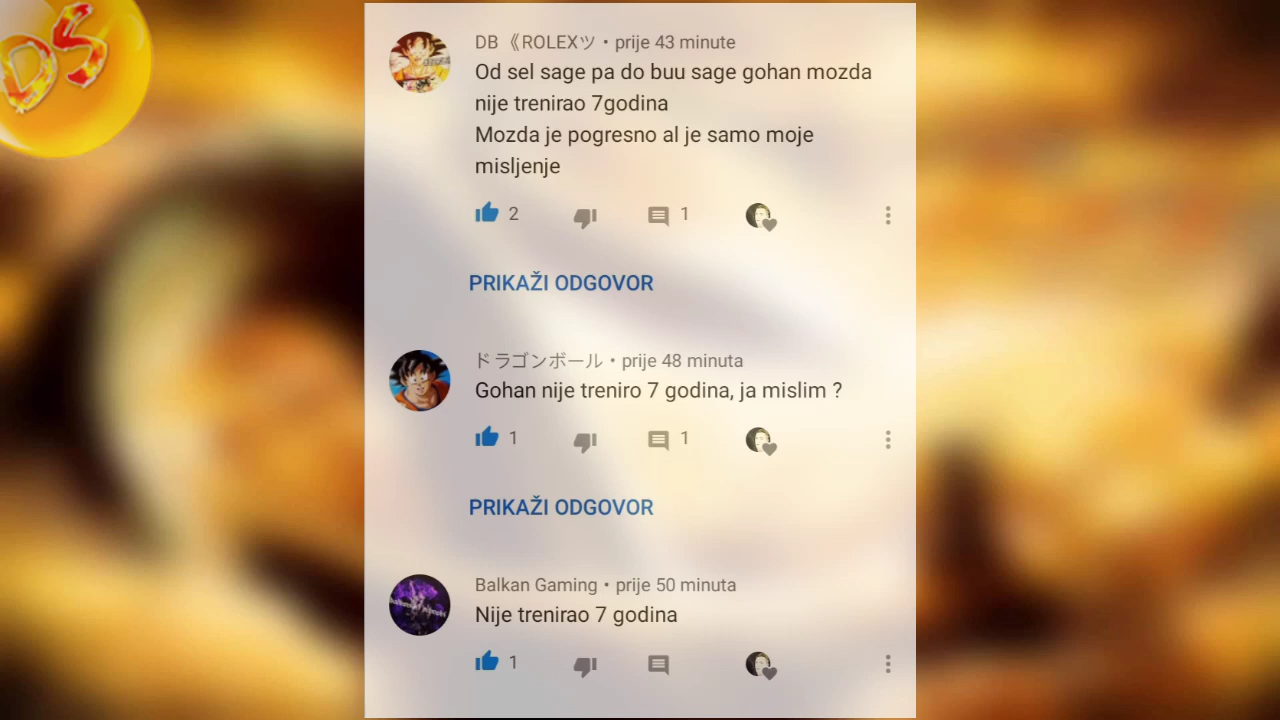 DS
DB 《ROLEXツ • prije 43 minute
Od sel sage pa do buu sage gohan mozda
nije trenirao 7godina
Mozda je pogresno al je samo moje
misljenje
2
1
PRIKAŽI ODGOVOR
ドラゴンボール • prije 48 minuta
Gohan nije treniro 7 godina, ja mislim ?
1
1
PRIKAŽI ODGOVOR
Balkan Gaming • prije 50 minuta
Nije trenirao 7 godina
1